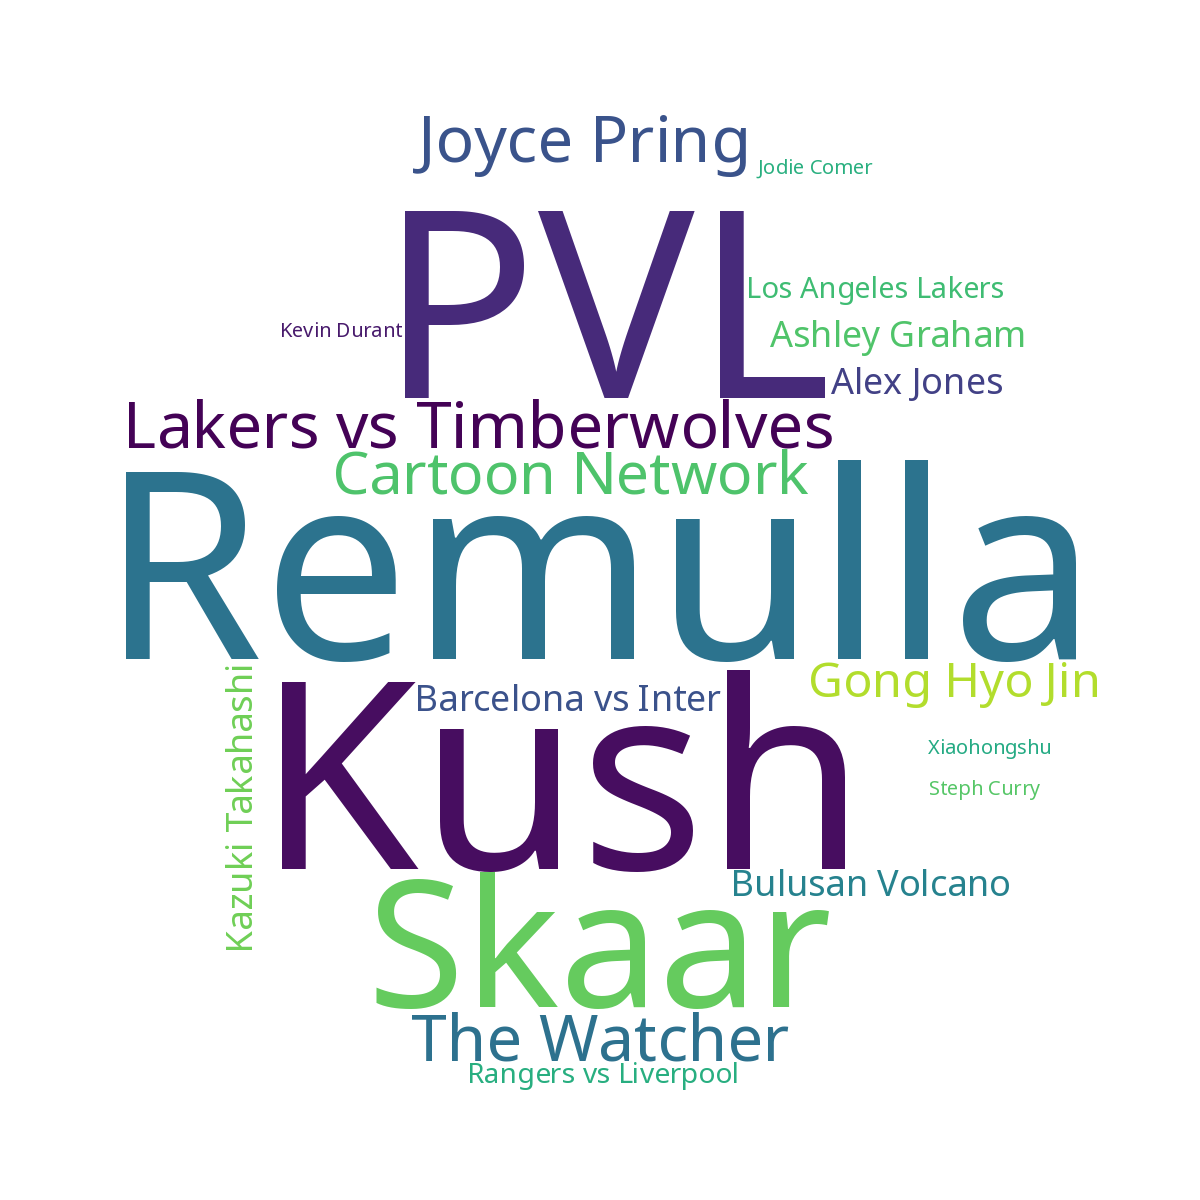 Joyce Pring
Jodie Comer
PVL
Los Angeles Lakers
Kevin Durant
Ashley Graham
Alex Jones
Lakers vs Timberwolves
Cartoon Network
Remulla
Gong Hyo Jin
Barcelona vs Inter
Kush
Kazuki Takahashi
Xiaohongshu
Steph Curry
Bulusan Volcano
Skaar
The Watcher
Rangers vs Liverpool